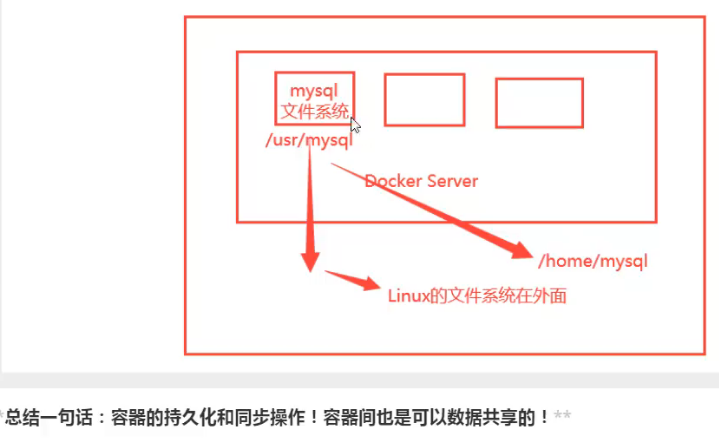 mysql
文件系统
/usr/mysql
Docker Server
/home/mysql
Linux的文件系统在外面
*总结一句话：容器的持久化和同步操作！容器间也是可以数据共享的！**